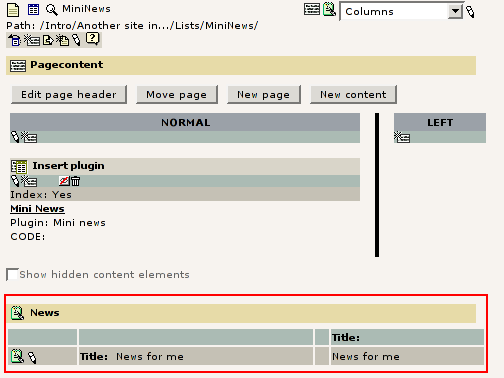 MiniNews
Columns
Path: /Intro/Another site in.../Lists/MiniNews/
?
Pagecontent
Edit page header Move page New page New content
NORMAL LEFT
Insert plugin
Index: Yes
Mini News
Plugin: Mini news
CODE:
Show hidden content elements
News
Title:
Title: News for me News for me